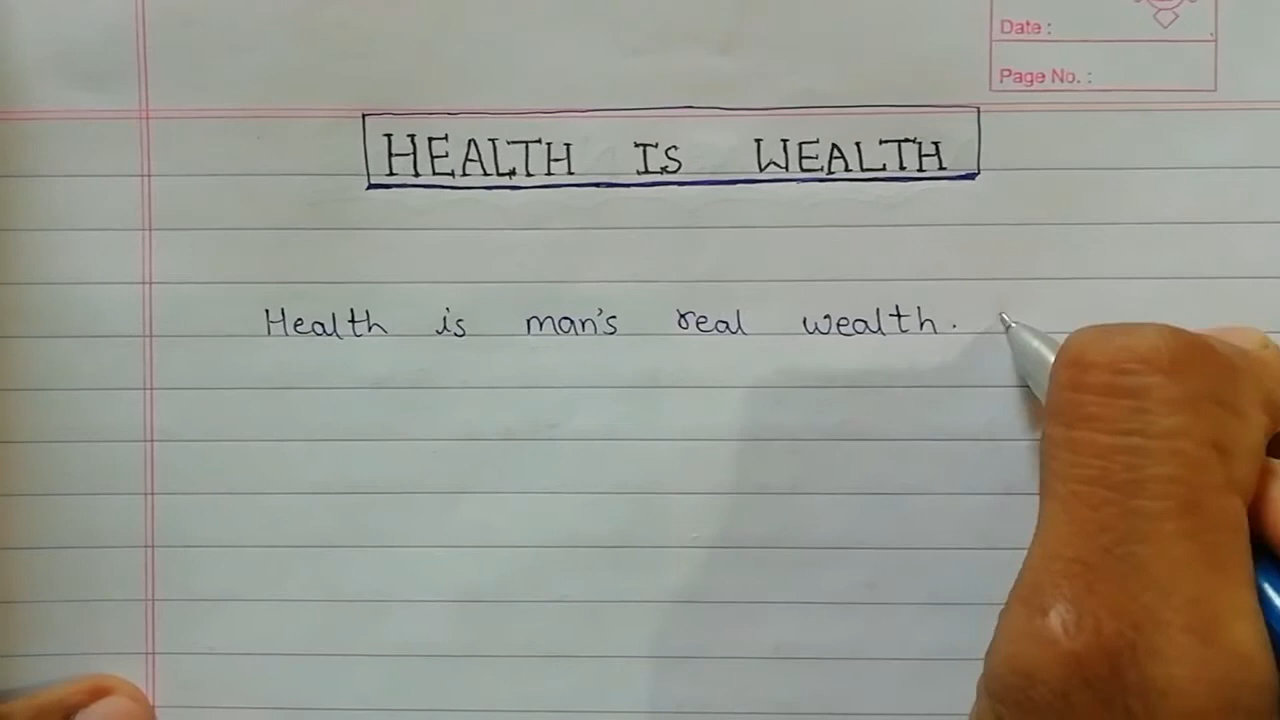 Date :
Page No. :
HEALTH IS WEALTH
Health is man's real wealth.